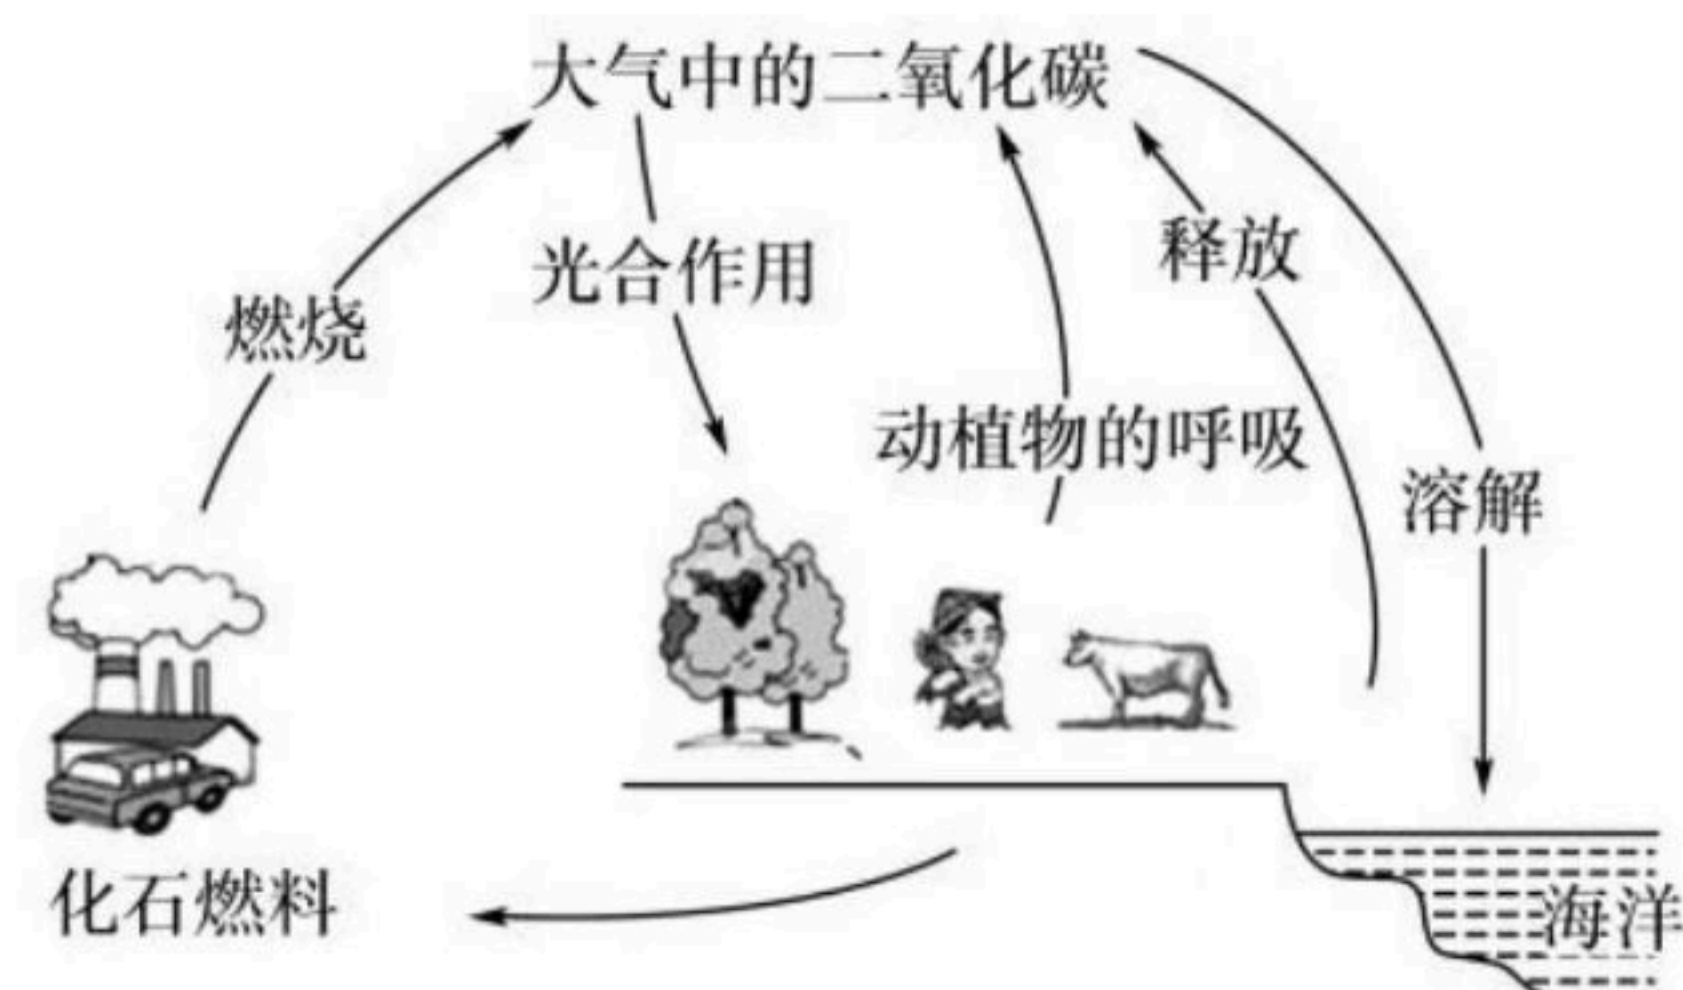 大气中的二氧化碳
释放
光合作用
燃烧
动植物的呼吸
溶解
化石燃料
海洋